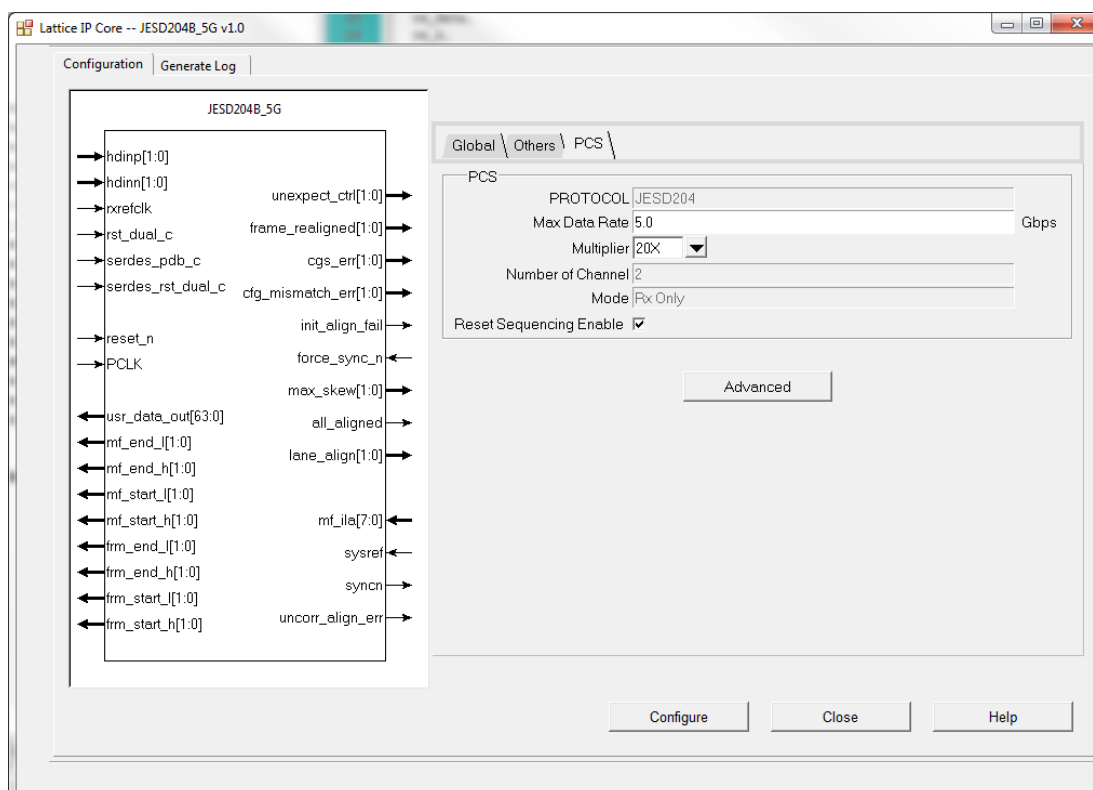 Lattice IP Core -- JESD204B_5G v1.0
Configuration
Generate Log
JESD204B_5G
hdinp[1:0]
hdinn[1:0]
rxrefclk
rst_dual_c
serdes_pdb_c
serdes_rst_dual_c
reset_n
PCLK
usr_data_out[63:0]
mf_end_l[1:0]
mf_end_h[1:0]
mf_start_l[1:0]
mf_start_h[1:0]
frm_end_l[1:0]
frm_end_h[1:0]
frm_start_l[1:0]
frm_start_h[1:0]
unexpect_ctrl[1:0]
frame_realigned[1:0]
cgs_err[1:0]
cfg_mismatch_err[1:0]
init_align_fail
force_sync_n
max_skew[1:0]
all_aligned
lane_align[1:0]
mf_ila[7:0]
sysref
syncn
uncorr_align_err
Global Others PCS
PCS
PROTOCOL JESD204
Max Data Rate 5.0 Gbps
Multiplier 20X
Number of Channel 2
Mode Rx Only
Reset Sequencing Enable
Advanced
Configure Close Help